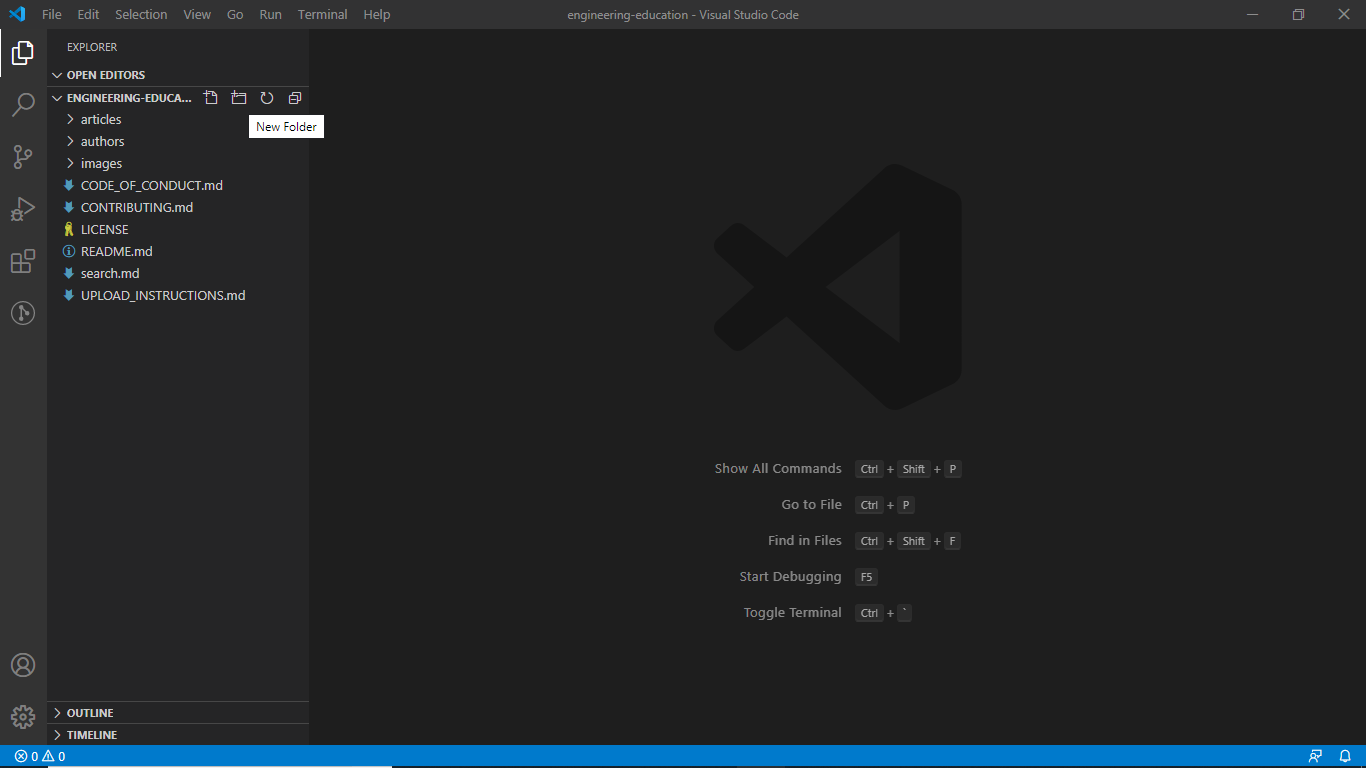 File Edit Selection View Go Run Terminal Help engineering-education - Visual Studio Code
EXPLORER
OPEN EDITORS
ENGINEERING-EDUCA...
articles
New Folder
authors
images
CODE_OF_CONDUCT.md
CONTRIBUTING.md
LICENSE
README.md
search.md
UPLOAD_INSTRUCTIONS.md
Show All Commands Ctrl + Shift + P
Go to File Ctrl + P
Find in Files Ctrl + Shift + F
Start Debugging F5
Toggle Terminal Ctrl + `
OUTLINE
TIMELINE
0 0